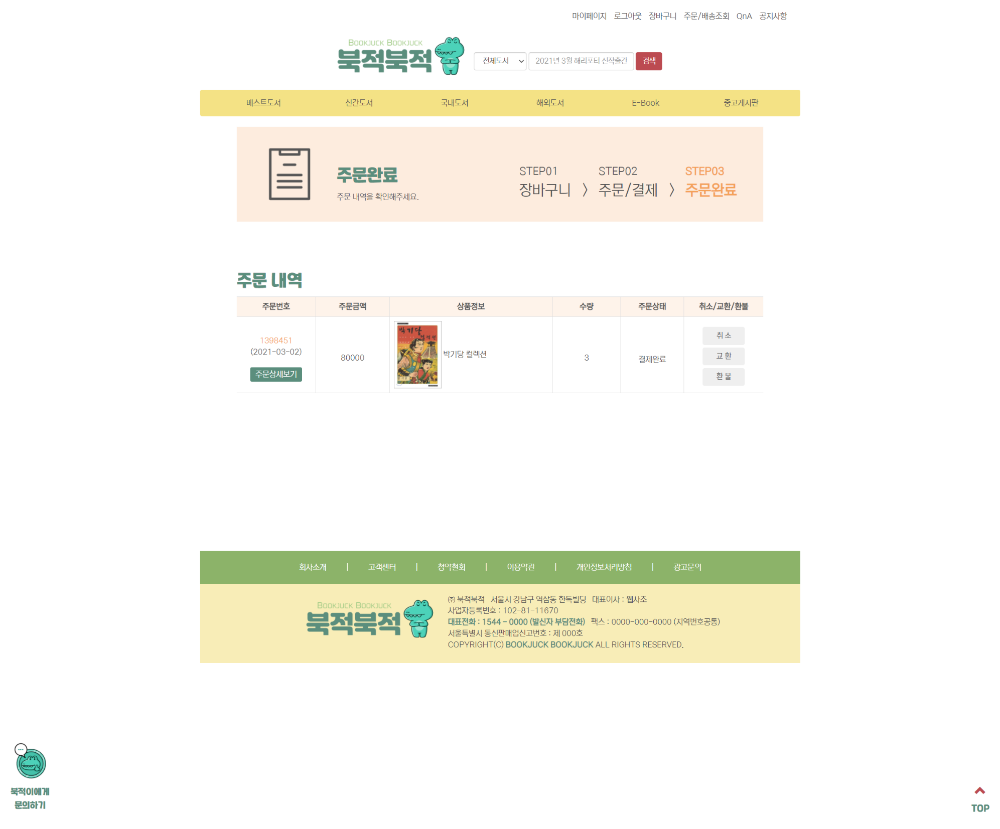 마이페이지 로그아웃 장바구니 주문/배송조회 QnA 공지사항
BOOKJUCK BOOKJUCK
북적북적
전체도서 2021년 3월 해리포터 신작출간 검색
베스트도서 신간도서 국내도서 해외도서 E-Book 중고게시판
주문완료
주문 내역을 확인해주세요.
STEP01 STEP02 STEP03
장바구니 〉 주문/결제 〉 주문완료
주문 내역
주문번호 주문금액 상품정보 수량 주문상태 취소/교환/환불
1398451
(2021-03-02)
주문상세보기
80000
박기당
컬렉션
박기당 컬렉션
3
결제완료
취 소
교 환
환 불
회사소개 | 고객센터 | 청약철회 | 이용약관 | 개인정보처리방침 | 광고문의
BOOKJUCK BOOKJUCK
북적북적
㈜ 북적북적 서울시 강남구 역삼동 한독빌딩 대표이사 : 웹사조
사업자등록번호 : 102-81-11670
대표전화 : 1544 - 0000 (발신자 부담전화) 팩스 : 0000-000-0000 (지역번호공통)
서울특별시 통신판매업신고번호 : 제 000호
COPYRIGHT(C) BOOKJUCK BOOKJUCK ALL RIGHTS RESERVED.
북적이에게
문의하기
TOP